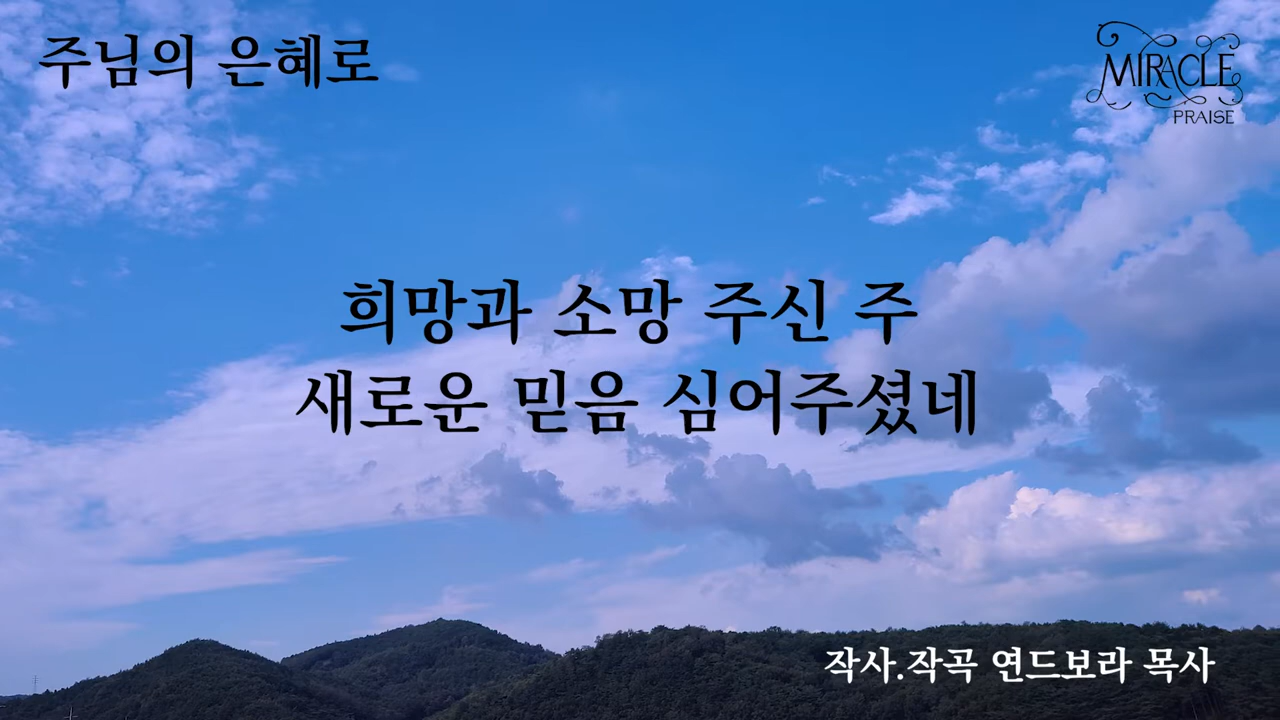 주님의 은혜로
MIRACLE
PRAISE
희망과 소망 주신 주
새로운 믿음 심어주셨네
작사.작곡 연드보라 목사